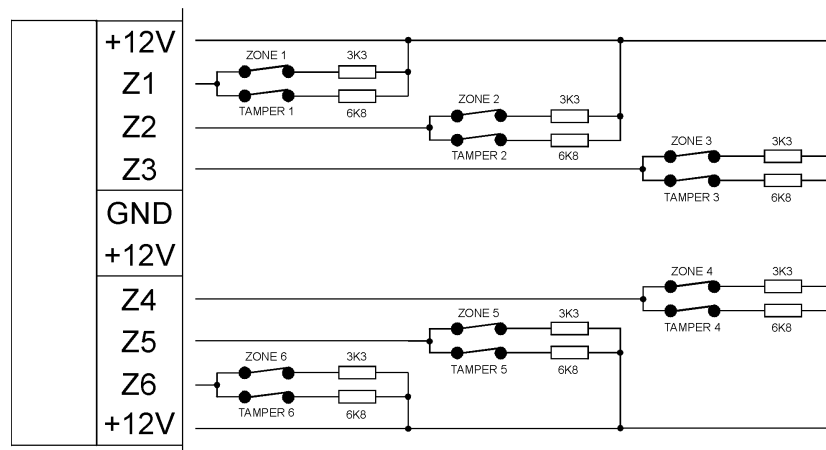 +12V
Z1
Z2
Z3
GND
+12V
Z4
Z5
Z6
+12V
ZONE 1 3K3
TAMPER 1 6K8
ZONE 2 3K3
TAMPER 2 6K8
ZONE 3 3K3
TAMPER 3 6K8
ZONE 4 3K3
TAMPER 4 6K8
ZONE 5 3K3
TAMPER 5 6K8
ZONE 6 3K3
TAMPER 6 6K8